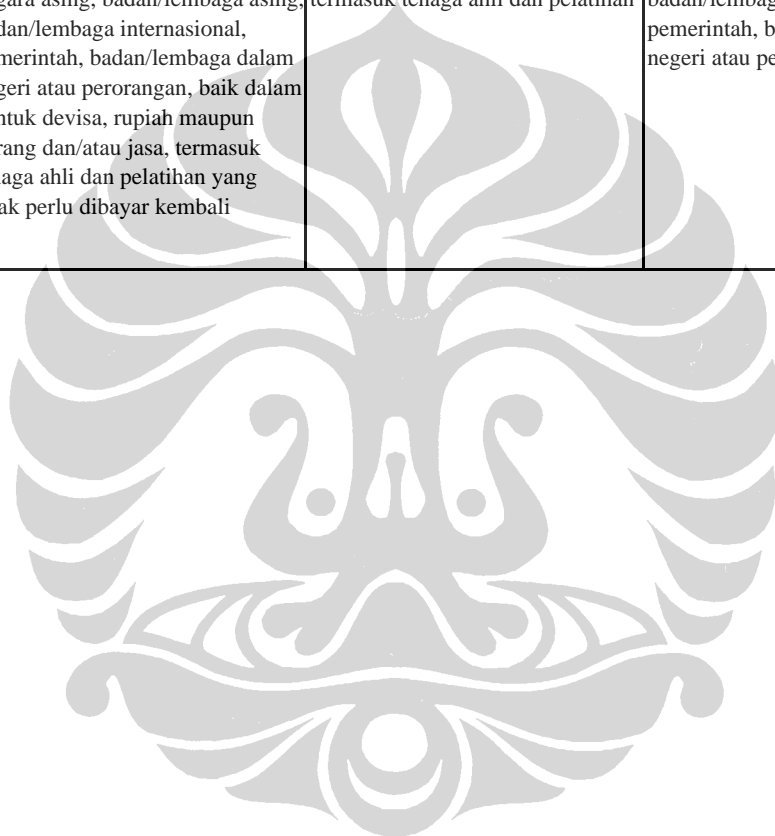 gara asing, badan/lembaga asing,
dan/lembaga internasional,
merintah, badan/lembaga dalam
geri atau perorangan, baik dalam
ntuk devisa, rupiah maupun
rang dan/atau jasa, termasuk
naga ahli dan pelatihan yang
ak perlu dibayar kembali
termasuk tenaga ahli dan pelatihan
badan/lembag
pemerintah, b
negeri atau pe